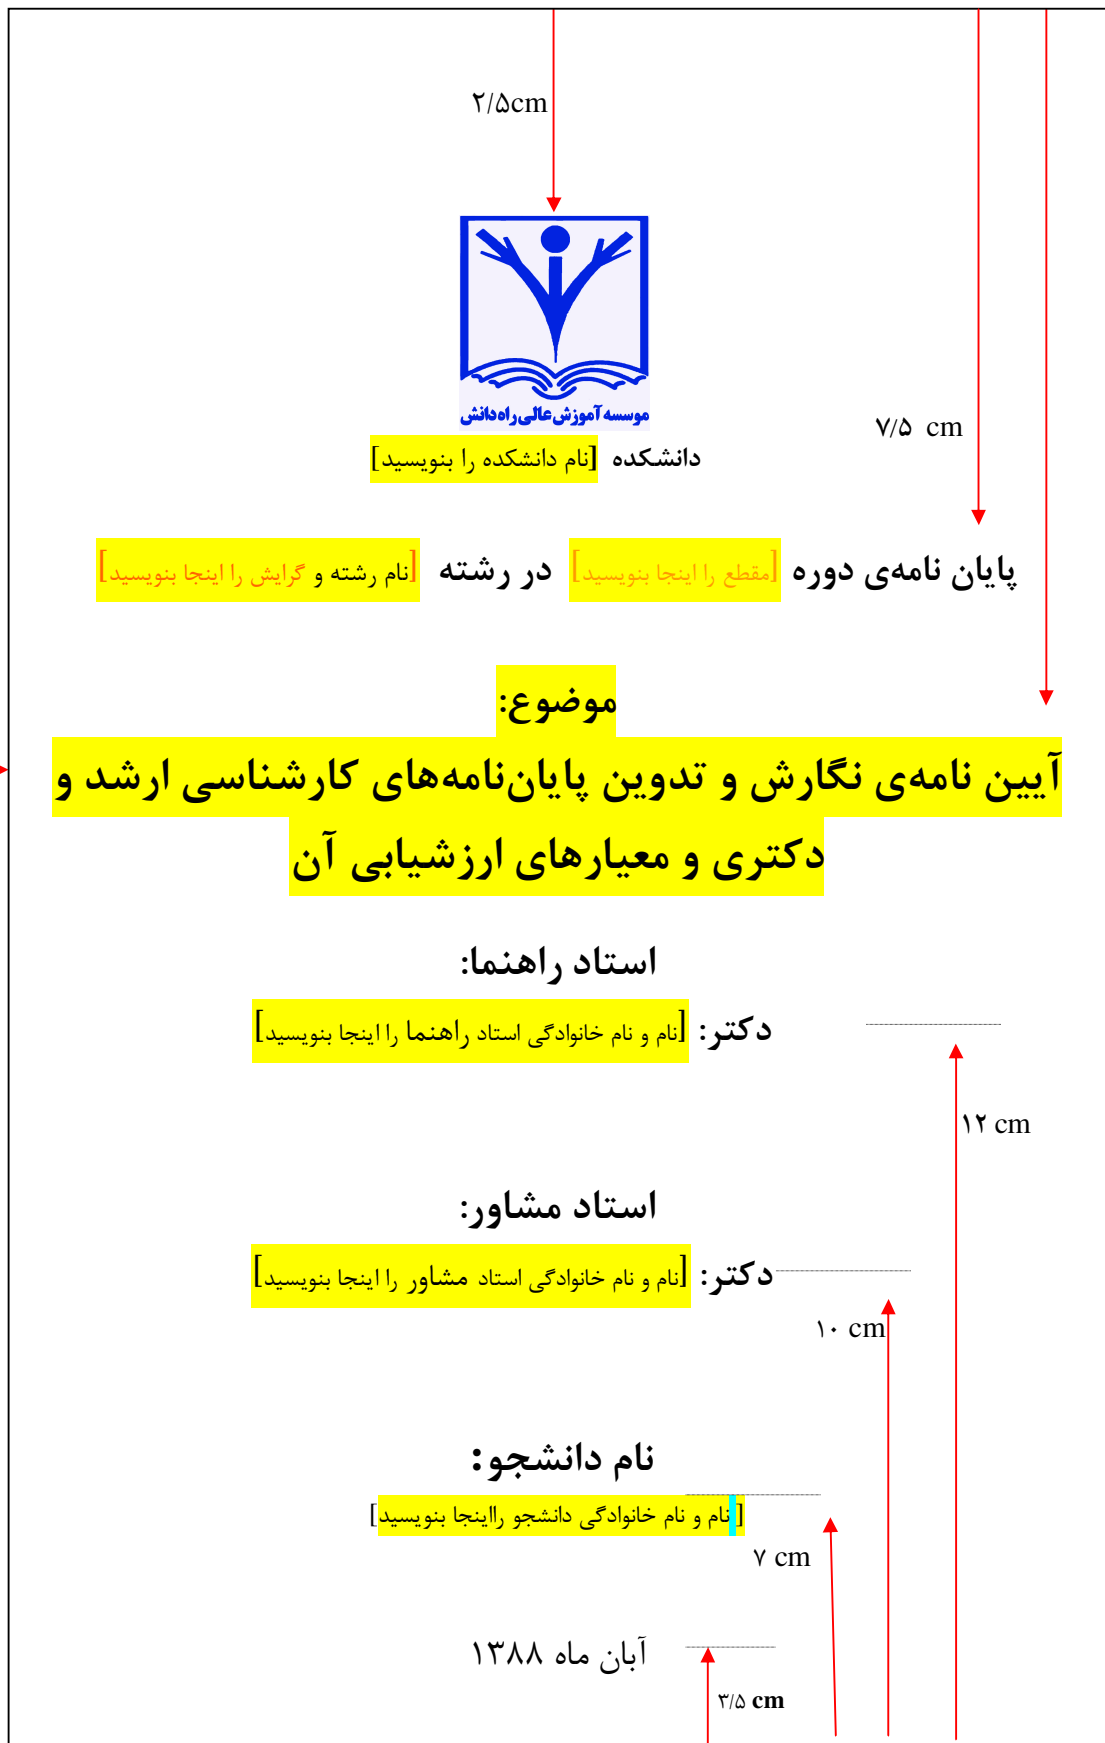 ۲/۵cm
موسسه آموزش عالی راه دانش
۷/۵ cm
دانشکده [نام دانشکده را بنویسید]
پایان نامه‌ی دوره [مقطع را اینجا بنویسید] در رشته [نام رشته و گرایش را اینجا بنویسید]
موضوع:
آیین نامه‌ی نگارش و تدوین پایان‌نامه‌های کارشناسی ارشد و
دکتری و معیارهای ارزشیابی آن
استاد راهنما:
دکتر: [نام و نام خانوادگی استاد راهنما را اینجا بنویسید]
۱۲ cm
استاد مشاور:
دکتر: [نام و نام خانوادگی استاد مشاور را اینجا بنویسید]
۱۰ cm
نام دانشجو:
[نام و نام خانوادگی دانشجو رااینجا بنویسید]
۷ cm
آبان ماه ۱۳۸۸
۳/۵ cm